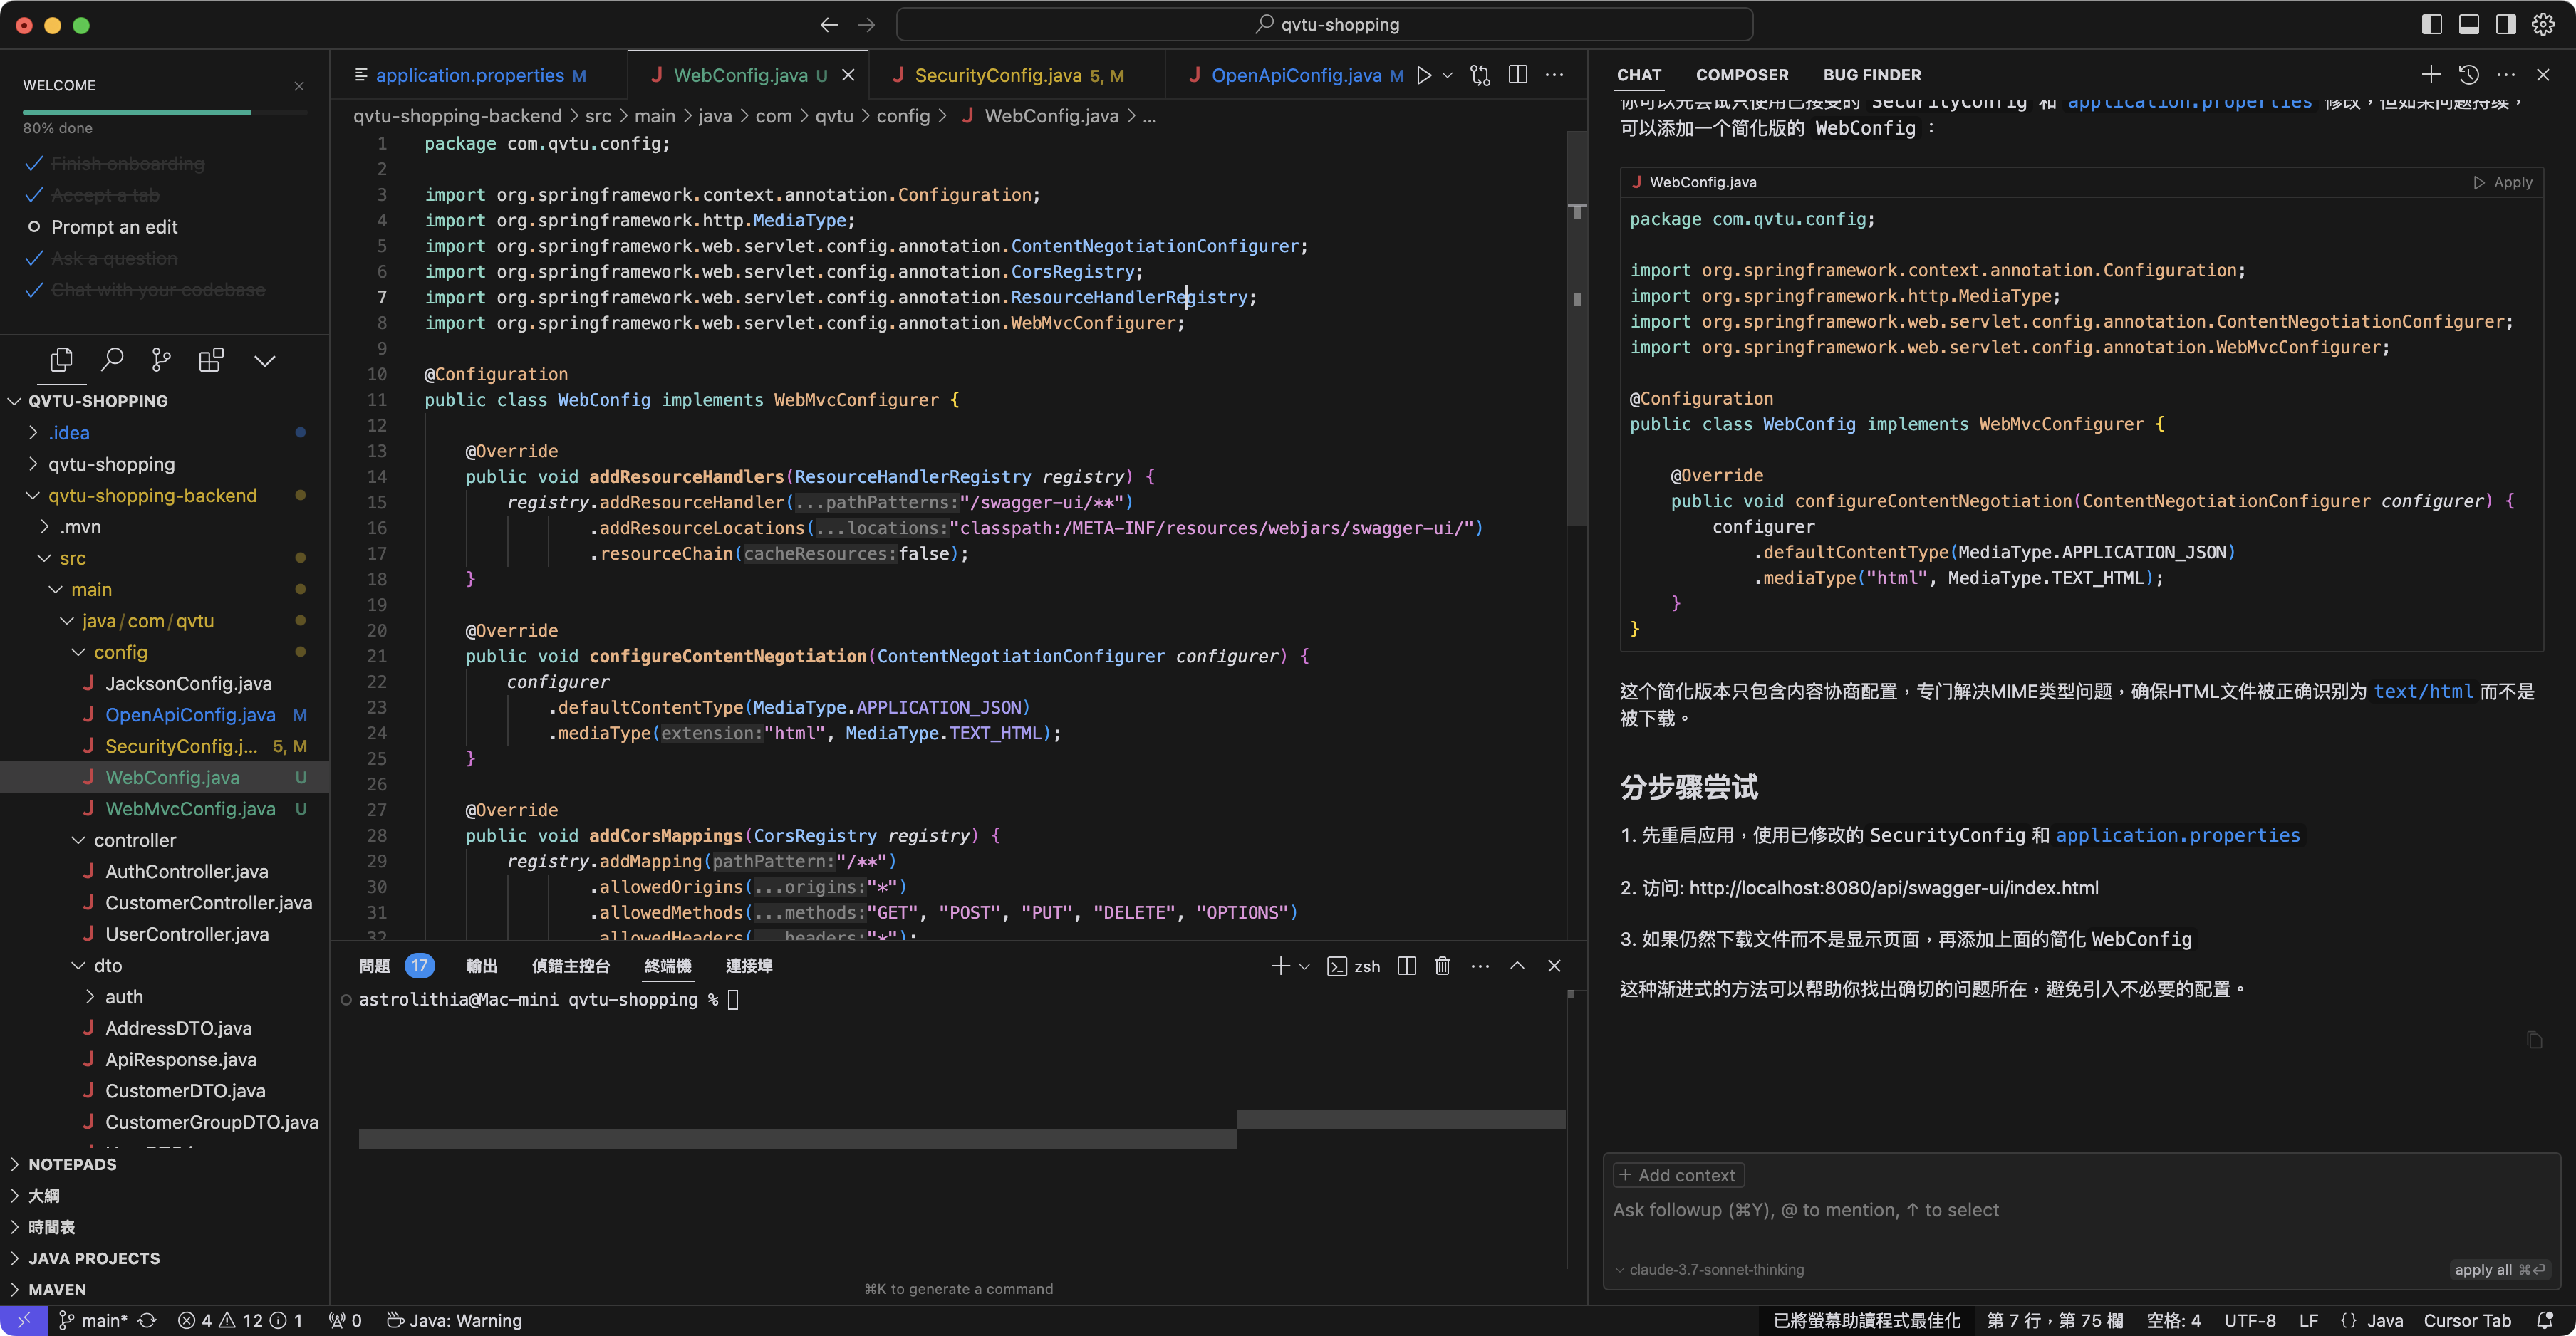 qvtu-shopping
WELCOME
80% done
Finish onboarding
Accept a tab
Prompt an edit
Ask a question
Chat with your codebase
QVTU-SHOPPING
.idea
qvtu-shopping
qvtu-shopping-backend
.mvn
src
main
java/com/qvtu
config
JacksonConfig.java
OpenApiConfig.java M
SecurityConfig.j... 5, M
WebConfig.java U
WebMvcConfig.java U
controller
AuthController.java
CustomerController.java
UserController.java
dto
auth
AddressDTO.java
ApiResponse.java
CustomerDTO.java
CustomerGroupDTO.java
NOTEPADS
大綱
時間表
JAVA PROJECTS
MAVEN
application.properties M
WebConfig.java U
SecurityConfig.java 5, M
OpenApiConfig.java M
qvtu-shopping-backend > src > main > java > com > qvtu > config > J WebConfig.java > ...
1 package com.qvtu.config;
2
3 import org.springframework.context.annotation.Configuration;
4 import org.springframework.http.MediaType;
5 import org.springframework.web.servlet.config.annotation.ContentNegotiationConfigurer;
6 import org.springframework.web.servlet.config.annotation.CorsRegistry;
7 import org.springframework.web.servlet.config.annotation.ResourceHandlerRegistry;
8 import org.springframework.web.servlet.config.annotation.WebMvcConfigurer;
9
10 @Configuration
11 public class WebConfig implements WebMvcConfigurer {
12
13 @Override
14 public void addResourceHandlers(ResourceHandlerRegistry registry) {
15 registry.addResourceHandler(...pathPatterns:"/swagger-ui/**")
16 .addResourceLocations(...locations:"classpath:/META-INF/resources/webjars/swagger-ui/")
17 .resourceChain(cacheResources:false);
18 }
19
20 @Override
21 public void configureContentNegotiation(ContentNegotiationConfigurer configurer) {
22 configurer
23 .defaultContentType(MediaType.APPLICATION_JSON)
24 .mediaType(extension:"html", MediaType.TEXT_HTML);
25 }
26
27 @Override
28 public void addCorsMappings(CorsRegistry registry) {
29 registry.addMapping(pathPattern:"/**")
30 .allowedOrigins(...origins:"*")
31 .allowedMethods(...methods:"GET", "POST", "PUT", "DELETE", "OPTIONS")
32 .allowedHeaders(...headers:"*");
問題 17 輸出 偵錯主控台 終端機 連接埠
zsh
astrolithia@Mac-mini qvtu-shopping %
⌘K to generate a command
CHAT COMPOSER BUG FINDER
你可以先尝试只使用已接受的 SecurityConfig 和 application.properties 修改，但如果问题持续，
可以添加一个简化版的 WebConfig：
WebConfig.java
Apply
package com.qvtu.config;
import org.springframework.context.annotation.Configuration;
import org.springframework.http.MediaType;
import org.springframework.web.servlet.config.annotation.ContentNegotiationConfigurer;
import org.springframework.web.servlet.config.annotation.WebMvcConfigurer;
@Configuration
public class WebConfig implements WebMvcConfigurer {
@Override
public void configureContentNegotiation(ContentNegotiationConfigurer configurer) {
configurer
.defaultContentType(MediaType.APPLICATION_JSON)
.mediaType("html", MediaType.TEXT_HTML);
}
}
这个简化版本只包含内容协商配置，专门解决MIME类型问题，确保HTML文件被正确识别为 text/html 而不是
被下载。
分步骤尝试
1. 先重启应用，使用已修改的 SecurityConfig 和 application.properties
2. 访问: http://localhost:8080/api/swagger-ui/index.html
3. 如果仍然下载文件而不是显示页面，再添加上面的简化 WebConfig
这种渐进式的方法可以帮助你找出确切的问题所在，避免引入不必要的配置。
+ Add context
Ask followup (⌘Y), @ to mention, ↑ to select
claude-3.7-sonnet-thinking
apply all ⌘⏎
main* 4 12 1 0 Java: Warning
已將螢幕助讀程式最佳化 第 7 行，第 75 欄 空格: 4 UTF-8 LF {} Java Cursor Tab